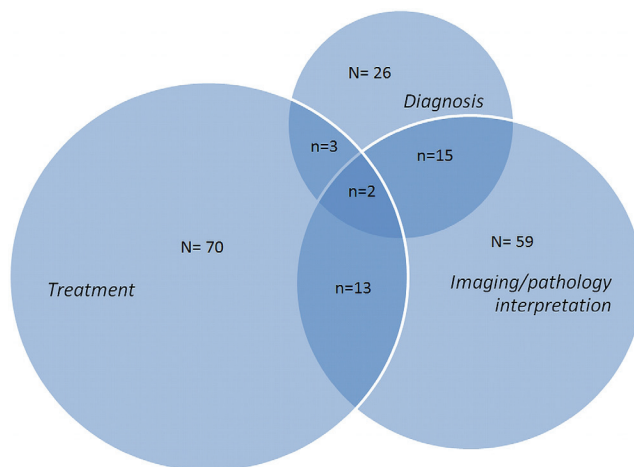 N= 26
Diagnosis
n=3
n=15
n=2
N= 70
N= 59
Treatment
n=13
Imaging/pathology
interpretation